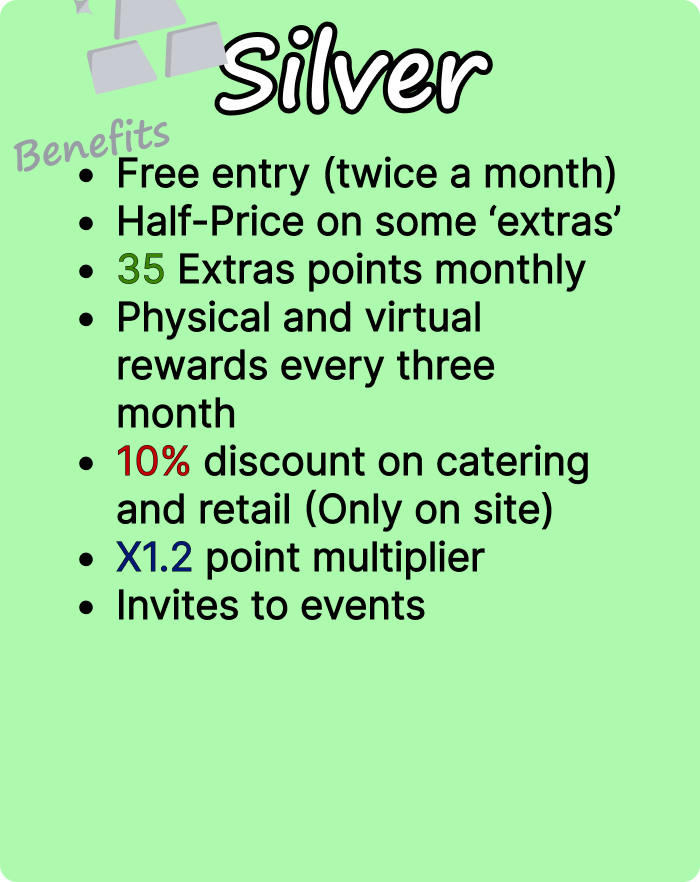 Silver
Benefits
• Free entry (twice a month)
• Half-Price on some ‘extras’
• 35 Extras points monthly
• Physical and virtual
rewards every three
month
• 10% discount on catering
and retail (Only on site)
• X1.2 point multiplier
• Invites to events